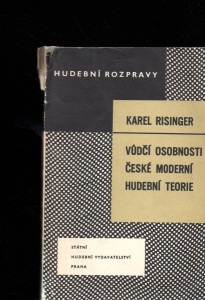 HUDEBNÍ ROZPRAVY
KAREL RISINGER
VŮDČÍ OSOBNOSTI
ČESKÉ MODERNÍ
HUDEBNÍ TEORIE
STÁTNÍ
HUDEBNÍ VYDAVATELSTVÍ
PRAHA